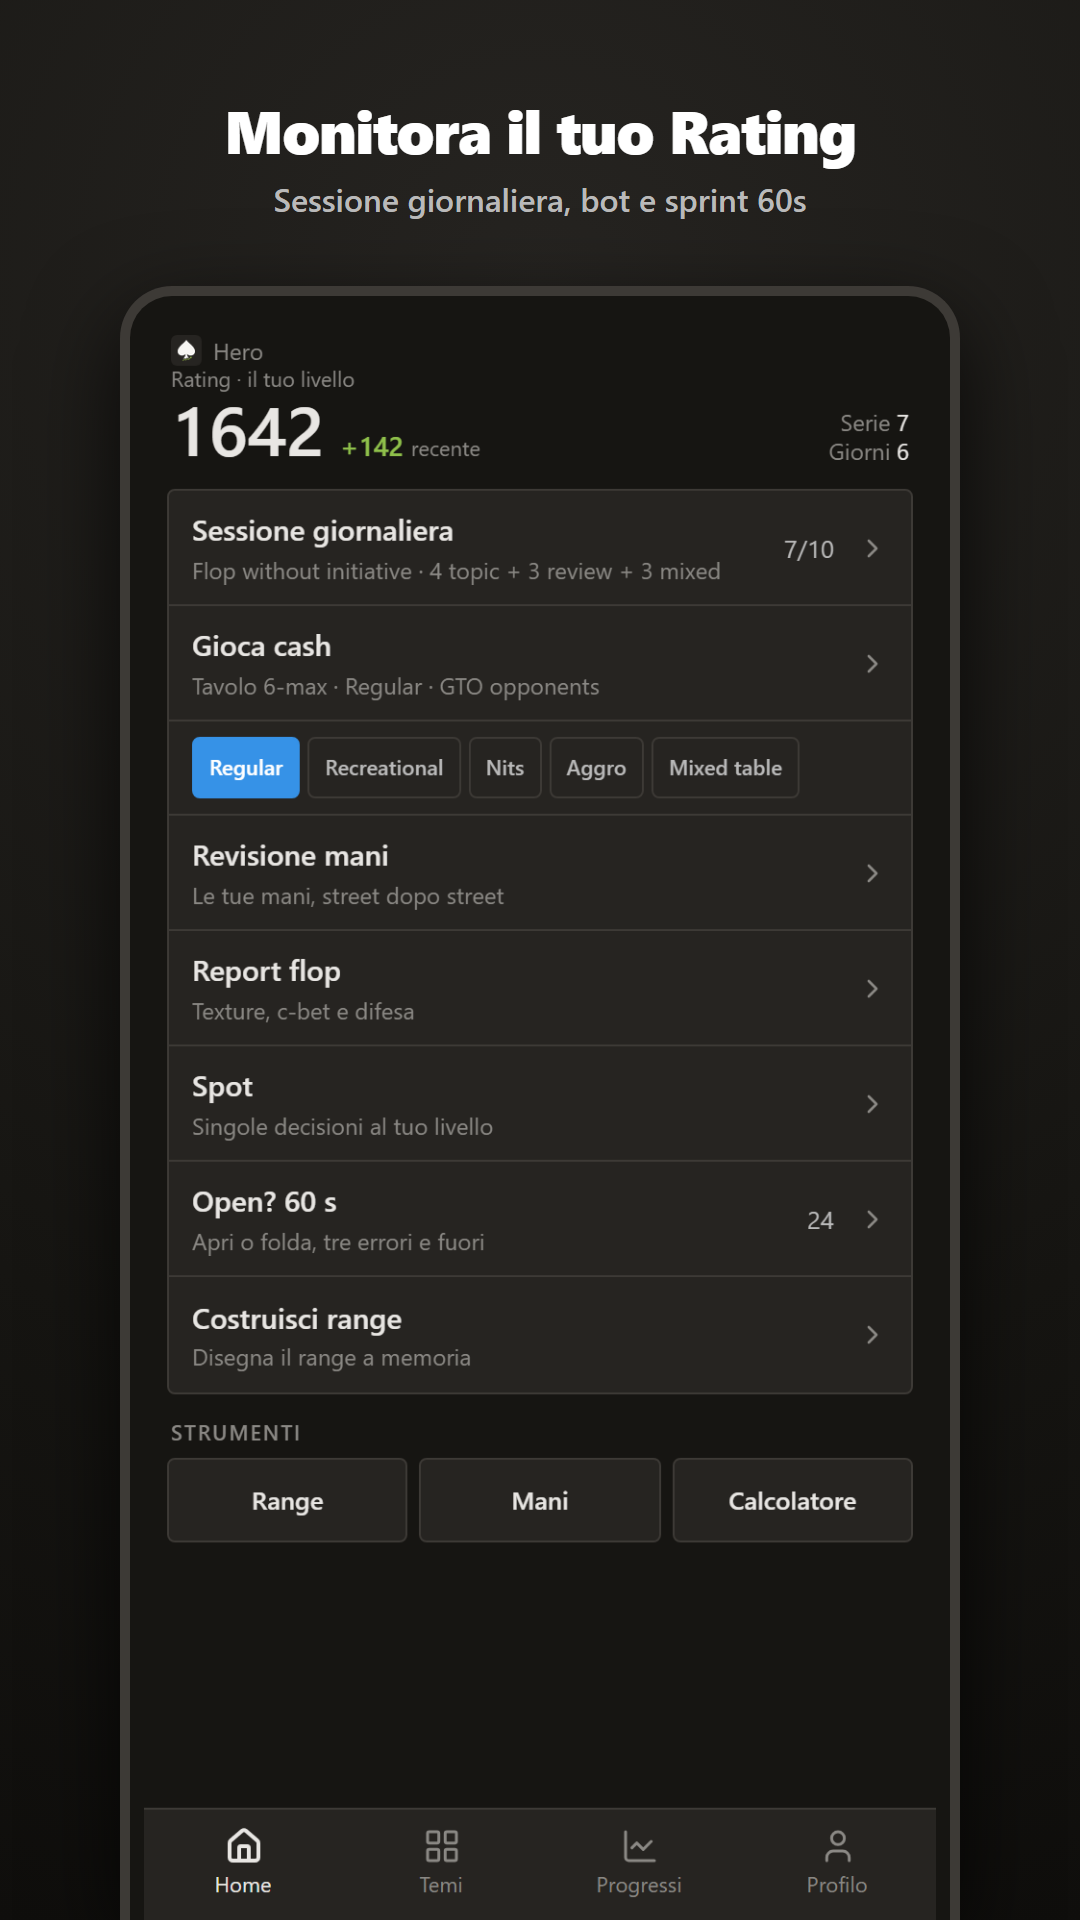 Monitora il tuo Rating
Sessione giornaliera, bot e sprint 60s
Hero
Rating · il tuo livello
1642 +142 recente
Serie 7
Giorni 6
Sessione giornaliera
Flop without initiative · 4 topic + 3 review + 3 mixed
7/10
Gioca cash
Tavolo 6-max · Regular · GTO opponents
Regular Recreational Nits Aggro Mixed table
Revisione mani
Le tue mani, street dopo street
Report flop
Texture, c-bet e difesa
Spot
Singole decisioni al tuo livello
Open? 60 s
Apri o folda, tre errori e fuori
24
Costruisci range
Disegna il range a memoria
STRUMENTI
Range Mani Calcolatore
Home Temi Progressi Profilo